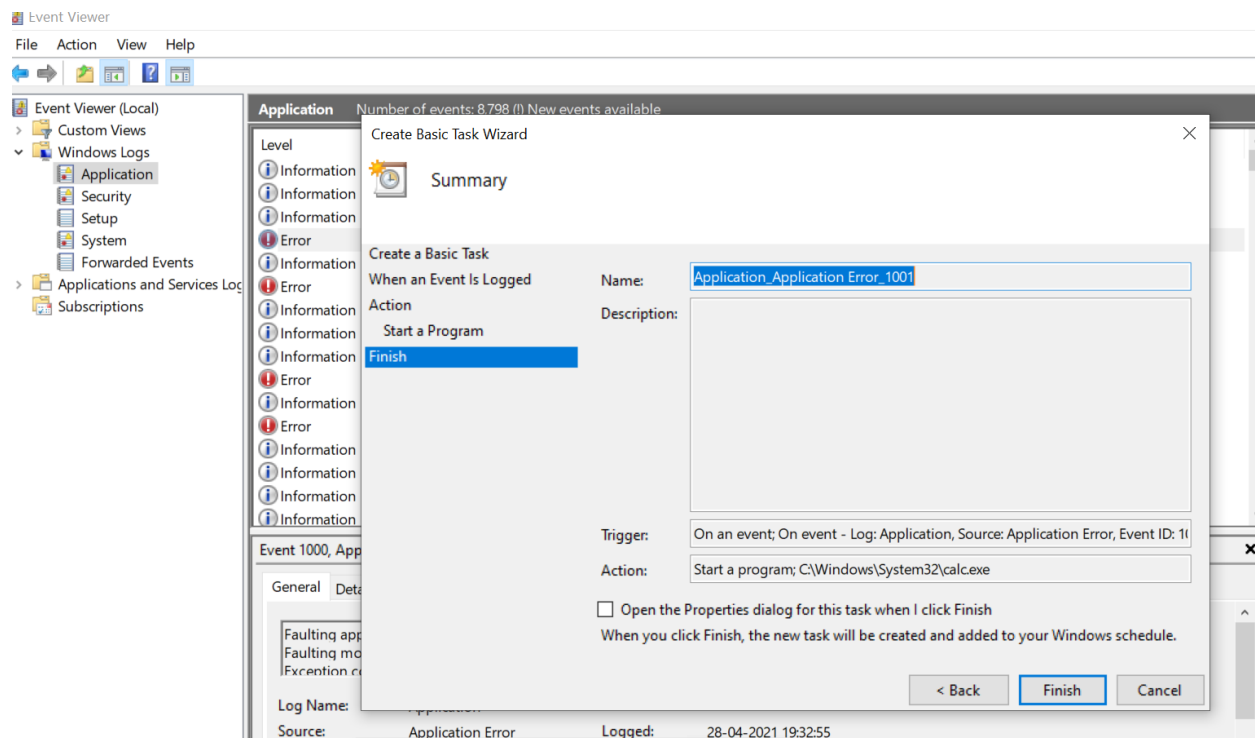 Event Viewer
File Action View Help
Event Viewer (Local)
Custom Views
Windows Logs
Application
Security
Setup
System
Forwarded Events
Applications and Services Log
Subscriptions
Application Number of events: 8.798 (!) New events available
Level
Information
Information
Information
Error
Information
Error
Information
Information
Information
Error
Information
Error
Information
Information
Information
Information
Create Basic Task Wizard
Summary
Create a Basic Task
When an Event Is Logged
Action
Start a Program
Finish
Name: Application_Application Error_1001
Description:
Trigger: On an event; On event - Log: Application, Source: Application Error, Event ID: 10
Action: Start a program; C:\Windows\System32\calc.exe
Open the Properties dialog for this task when I click Finish
When you click Finish, the new task will be created and added to your Windows schedule.
< Back Finish Cancel
Event 1000, App
General Deta
Faulting app
Faulting mo
Exception co
Log Name: Application
Source: Application Error Logged: 28-04-2021 19:32:55